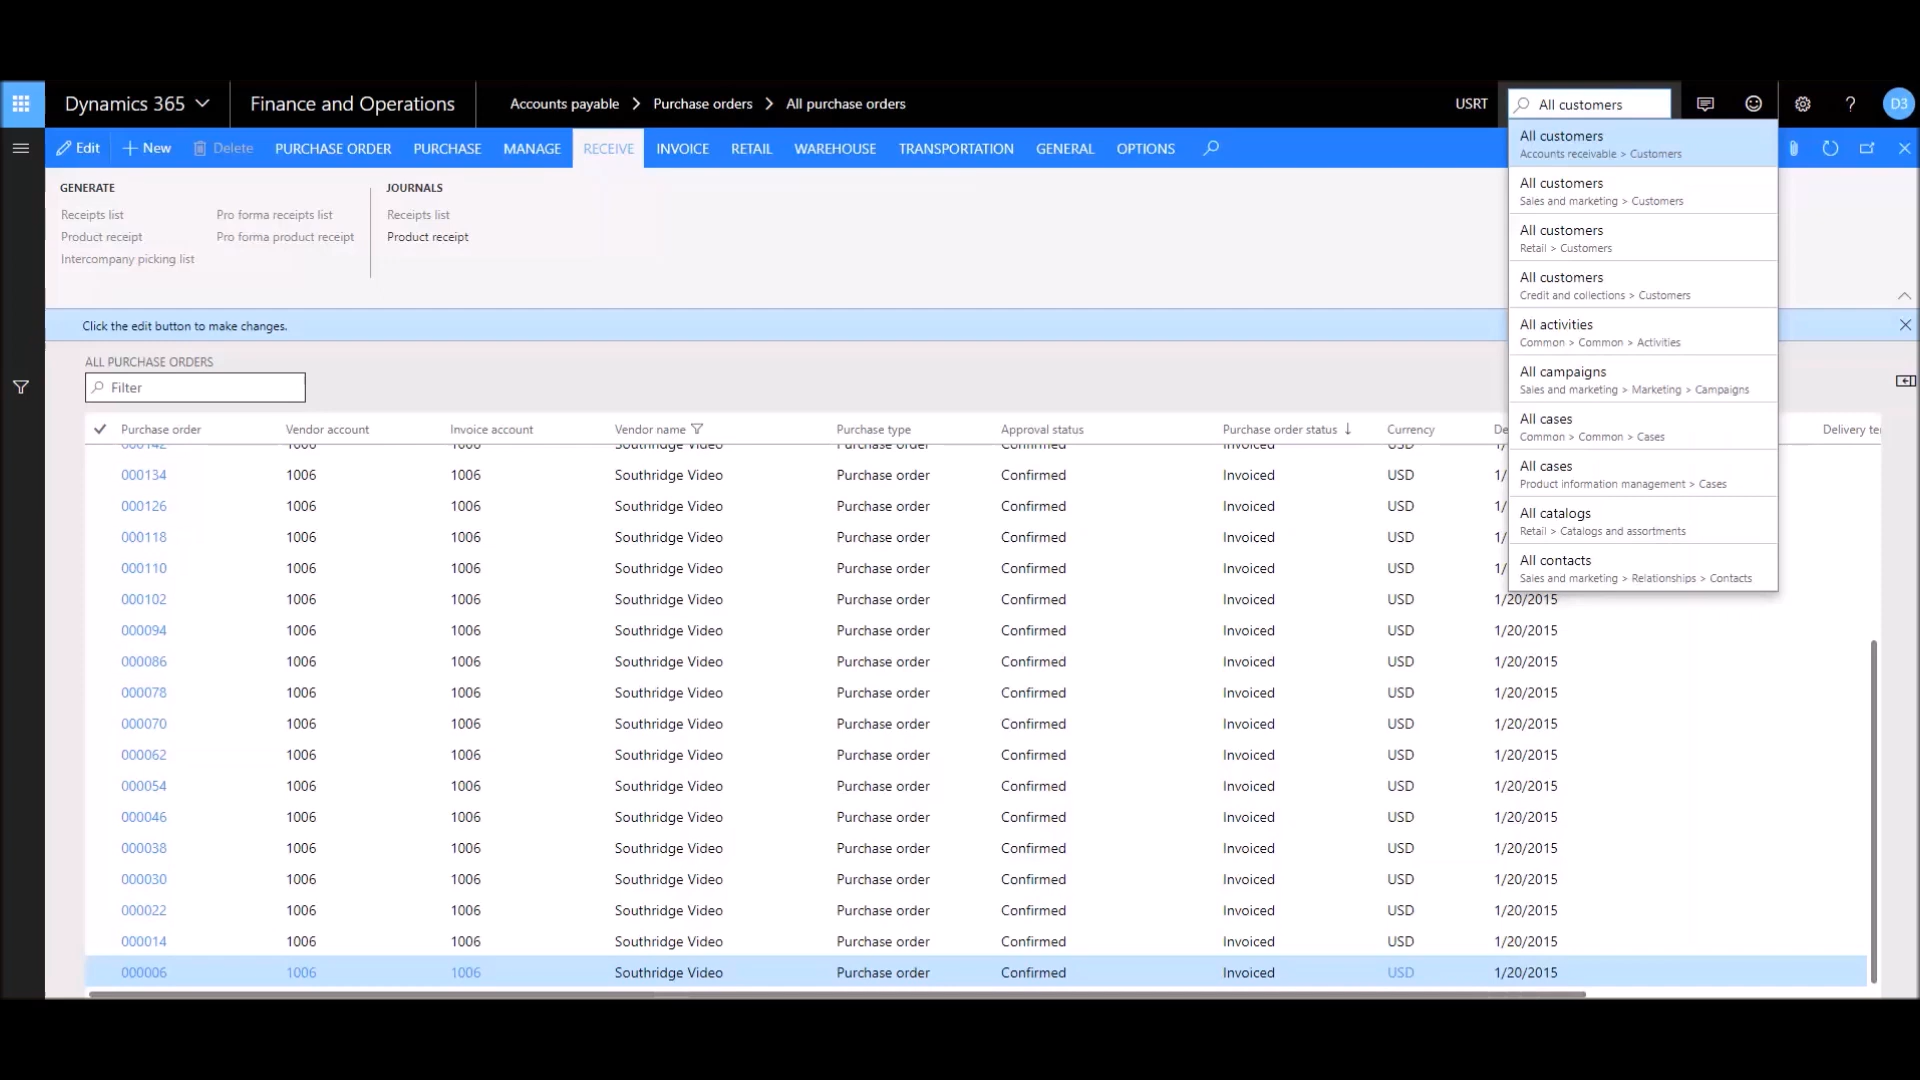 Dynamics 365 Finance and Operations Accounts payable > Purchase orders > All purchase orders USRT All customers ? D3
Edit + New Delete PURCHASE ORDER PURCHASE MANAGE RECEIVE INVOICE RETAIL WAREHOUSE TRANSPORTATION GENERAL OPTIONS
GENERATE
Receipts list Pro forma receipts list
Product receipt Pro forma product receipt
Intercompany picking list
JOURNALS
Receipts list
Product receipt
All customers
Accounts receivable > Customers
All customers
Sales and marketing > Customers
All customers
Retail > Customers
All customers
Credit and collections > Customers
All activities
Common > Common > Activities
All campaigns
Sales and marketing > Marketing > Campaigns
All cases
Common > Common > Cases
All cases
Product information management > Cases
All catalogs
Retail > Catalogs and assortments
All contacts
Sales and marketing > Relationships > Contacts
Click the edit button to make changes.
ALL PURCHASE ORDERS
Filter
Purchase order Vendor account Invoice account Vendor name Purchase type Approval status Purchase order status Currency De Delivery te
000142 1006 1006 Southridge Video Purchase order Confirmed Invoiced USD
000134 1006 1006 Southridge Video Purchase order Confirmed Invoiced USD 1/
000126 1006 1006 Southridge Video Purchase order Confirmed Invoiced USD 1/
000118 1006 1006 Southridge Video Purchase order Confirmed Invoiced USD 1/
000110 1006 1006 Southridge Video Purchase order Confirmed Invoiced USD 1/
000102 1006 1006 Southridge Video Purchase order Confirmed Invoiced USD 1/20/2015
000094 1006 1006 Southridge Video Purchase order Confirmed Invoiced USD 1/20/2015
000086 1006 1006 Southridge Video Purchase order Confirmed Invoiced USD 1/20/2015
000078 1006 1006 Southridge Video Purchase order Confirmed Invoiced USD 1/20/2015
000070 1006 1006 Southridge Video Purchase order Confirmed Invoiced USD 1/20/2015
000062 1006 1006 Southridge Video Purchase order Confirmed Invoiced USD 1/20/2015
000054 1006 1006 Southridge Video Purchase order Confirmed Invoiced USD 1/20/2015
000046 1006 1006 Southridge Video Purchase order Confirmed Invoiced USD 1/20/2015
000038 1006 1006 Southridge Video Purchase order Confirmed Invoiced USD 1/20/2015
000030 1006 1006 Southridge Video Purchase order Confirmed Invoiced USD 1/20/2015
000022 1006 1006 Southridge Video Purchase order Confirmed Invoiced USD 1/20/2015
000014 1006 1006 Southridge Video Purchase order Confirmed Invoiced USD 1/20/2015
000006 1006 1006 Southridge Video Purchase order Confirmed Invoiced USD 1/20/2015